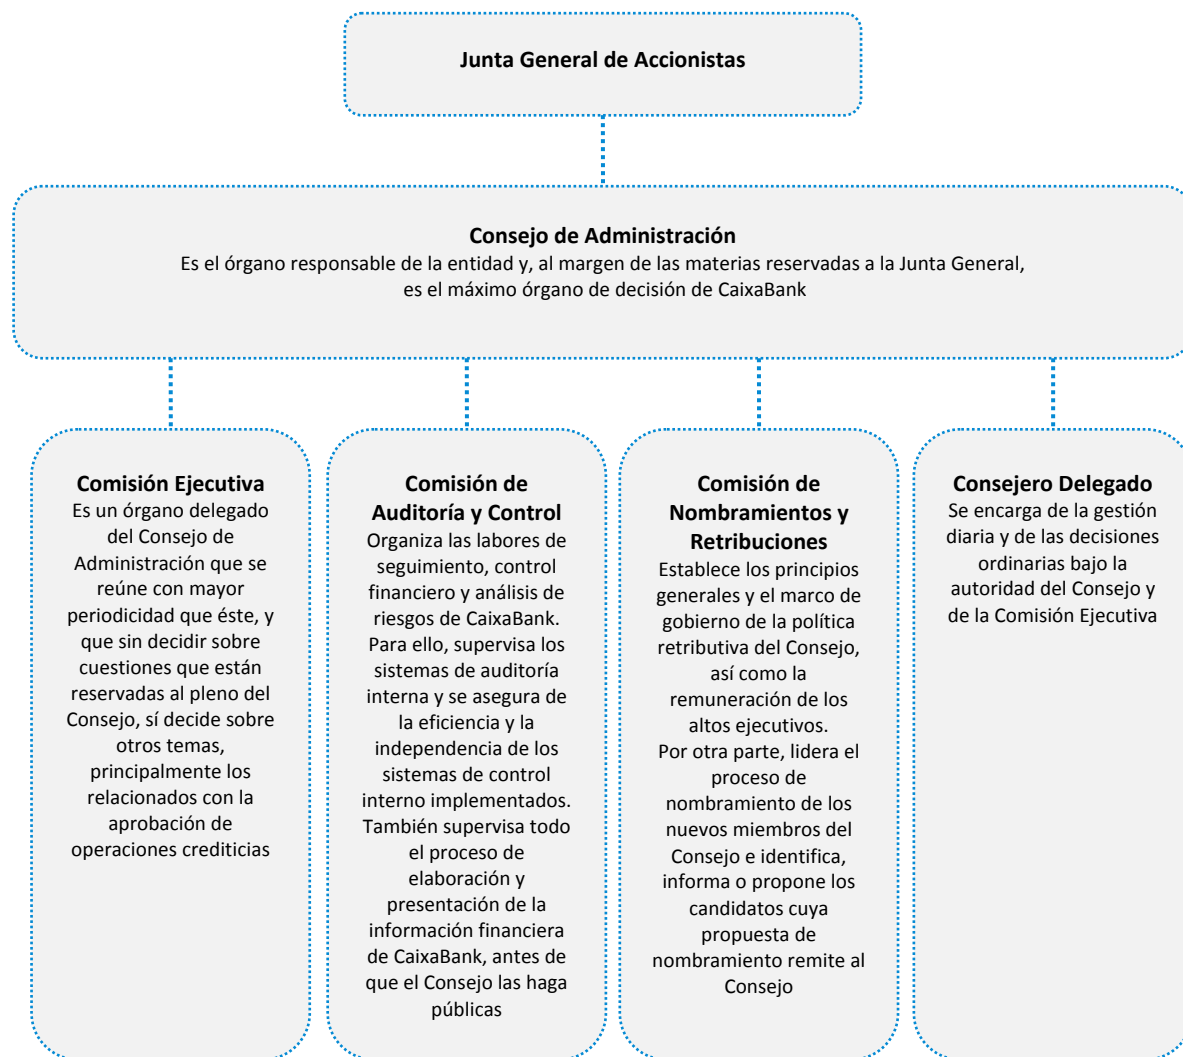 Junta General de Accionistas
Consejo de Administración
Es el órgano responsable de la entidad y, al margen de las materias reservadas a la Junta General,
es el máximo órgano de decisión de CaixaBank
Comisión Ejecutiva
Es un órgano delegado
del Consejo de
Administración que se
reúne con mayor
periodicidad que éste, y
que sin decidir sobre
cuestiones que están
reservadas al pleno del
Consejo, sí decide sobre
otros temas,
principalmente los
relacionados con la
aprobación de
operaciones crediticias
Comisión de
Auditoría y Control
Organiza las labores de
seguimiento, control
financiero y análisis de
riesgos de CaixaBank.
Para ello, supervisa los
sistemas de auditoría
interna y se asegura de
la eficiencia y la
independencia de los
sistemas de control
interno implementados.
También supervisa todo
el proceso de
elaboración y
presentación de la
información financiera
de CaixaBank, antes de
que el Consejo las haga
públicas
Comisión de
Nombramientos y
Retribuciones
Establece los principios
generales y el marco de
gobierno de la política
retributiva del Consejo,
así como la
remuneración de los
altos ejecutivos.
Por otra parte, lidera el
proceso de
nombramiento de los
nuevos miembros del
Consejo e identifica,
informa o propone los
candidatos cuya
propuesta de
nombramiento remite al
Consejo
Consejero Delegado
Se encarga de la gestión
diaria y de las decisiones
ordinarias bajo la
autoridad del Consejo y
de la Comisión Ejecutiva